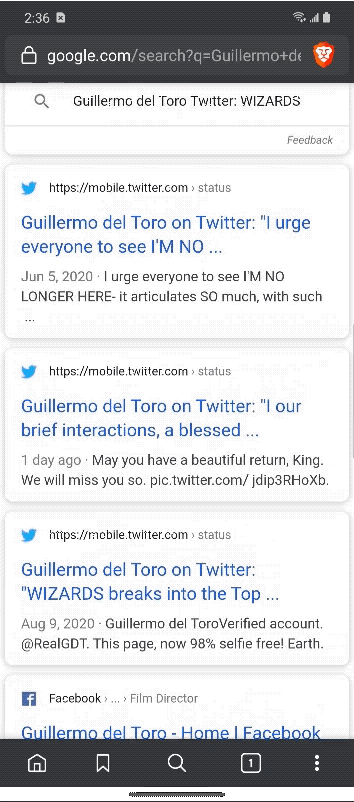 2:36
google.com/search?q=Guillermo+de
Guillermo del Toro Twitter: WIZARDS
Feedback
https://mobile.twitter.com › status
Guillermo del Toro on Twitter: "I urge
everyone to see I'M NO ...
Jun 5, 2020 · I urge everyone to see I'M NO
LONGER HERE- it articulates SO much, with such
...
https://mobile.twitter.com › status
Guillermo del Toro on Twitter: "I our
brief interactions, a blessed ...
1 day ago · May you have a beautiful return, King.
We will miss you so. pic.twitter.com/ jdip3RHoXb.
https://mobile.twitter.com › status
Guillermo del Toro on Twitter:
"WIZARDS breaks into the Top ...
Aug 9, 2020 · Guillermo del ToroVerified account.
@RealGDT. This page, now 98% selfie free! Earth.
Facebook › ... › Film Director
Guillermo del Toro - Home | Facebook
1